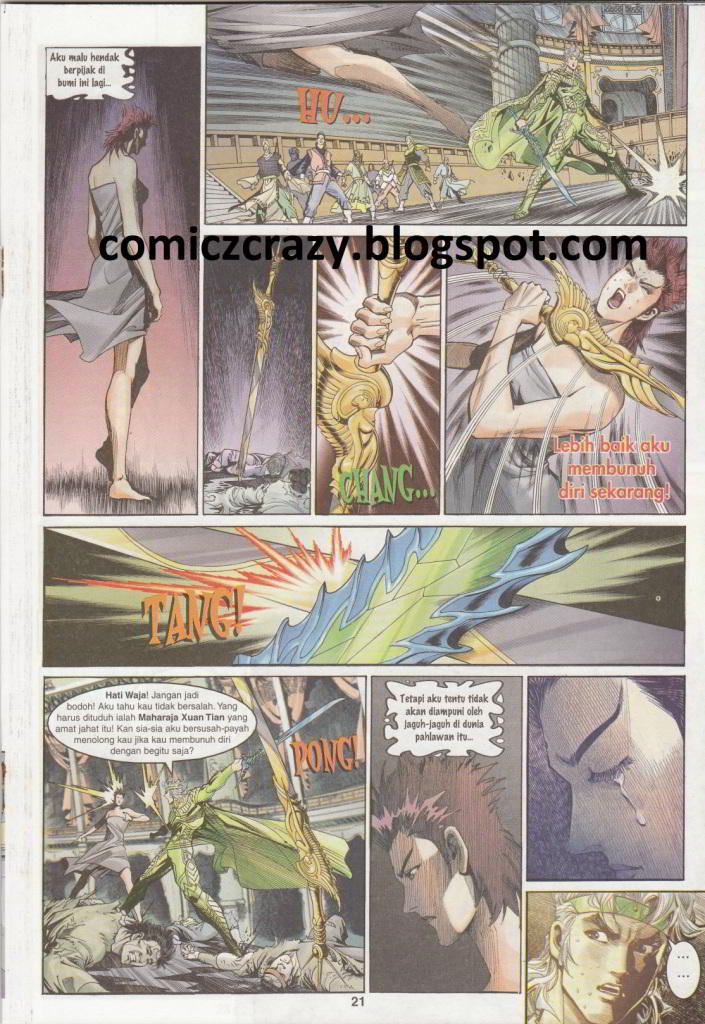 Aku malu hendak
berpijak di
bumi ini lagi...
HU...
comiczcrazy.blogspot.com
CHANG...
Lebih baik aku
membunuh
diri sekarang!
TANG!
Hati Waja! Jangan jadi
bodoh! Aku tahu kau tidak bersalah. Yang
harus dituduh ialah Maharaja Xuan Tian yang
amat jahat itu! Kan sia-sia aku bersusah-payah
menolong kau jika kau membunuh diri
dengan begitu saja?
PONG!
Tetapi aku tentu tidak
akan diampuni oleh
jaguh-jaguh di dunia
pahlawan itu...
...
...
21